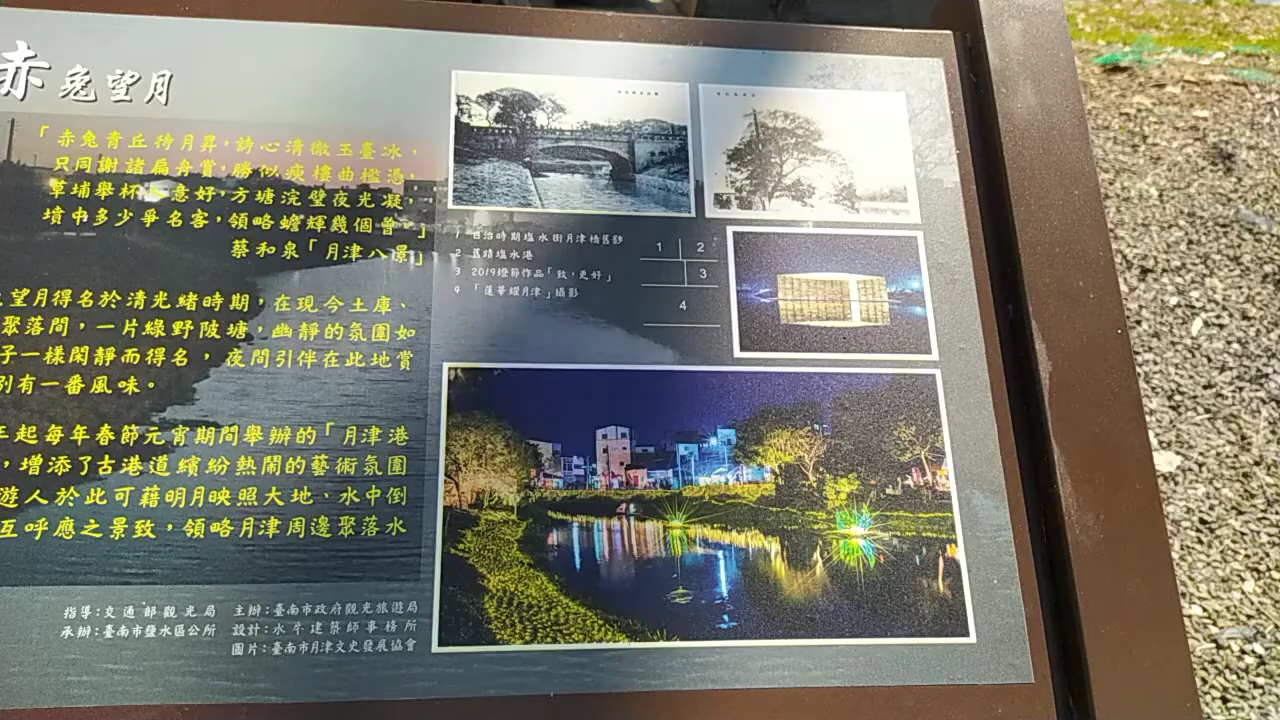 赤兔望月
「赤兔青丘待月昇，詩心清徹玉臺冰，
只同謝諸扁舟賞，勝似瘐樓曲檻憑，
草埔舉杯 意好，方塘浣璧夜光凝，
墳中多少爭名客，領略蟾輝幾個曾。」
蔡和泉「月津八景」
望月得名於清光緒時期，在現今土庫、
聚落間，一片綠野陂塘，幽靜的氛圍如
子一樣閑靜而得名，夜間引伴在此地賞
別有一番風味。
年起每年春節元宵期間舉辦的「月津港
，增添了古港道繽紛熱鬧的藝術氛圍
遊人於此可藉明月映照大地、水中倒
互呼應之景致，領略月津周邊聚落水
指導：交通部觀光局 主辦：臺南市政府觀光旅遊局
承辦：臺南市鹽水區公所 設計：水牛建築師事務所
圖片：臺南市月津文史發展協會
1 日治時期塩水街月津橋舊影
2 舊蹟塩水港
3 2019燈節作品「致，更好」
4 「蓮華耀月津」攝影
1 2
3
4